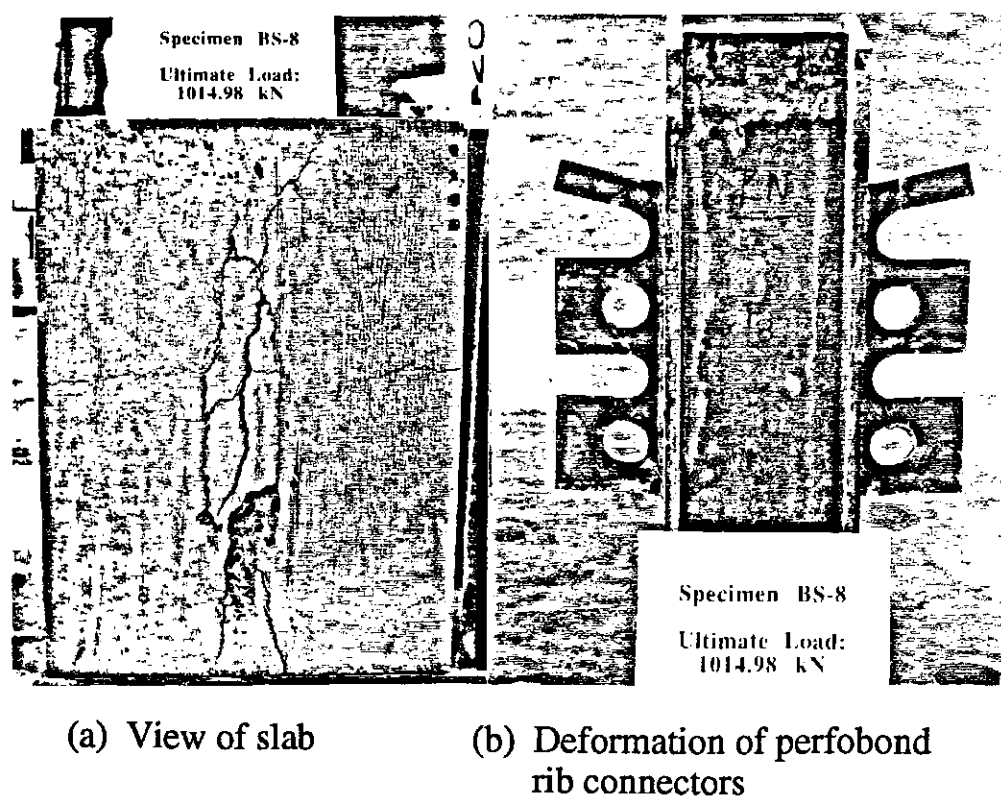 Specimen BS-8
Ultimate Load:
1014.98 kN
Specimen BS-8
Ultimate Load:
1014.98 kN
(a) View of slab
(b) Deformation of perfobond
rib connectors